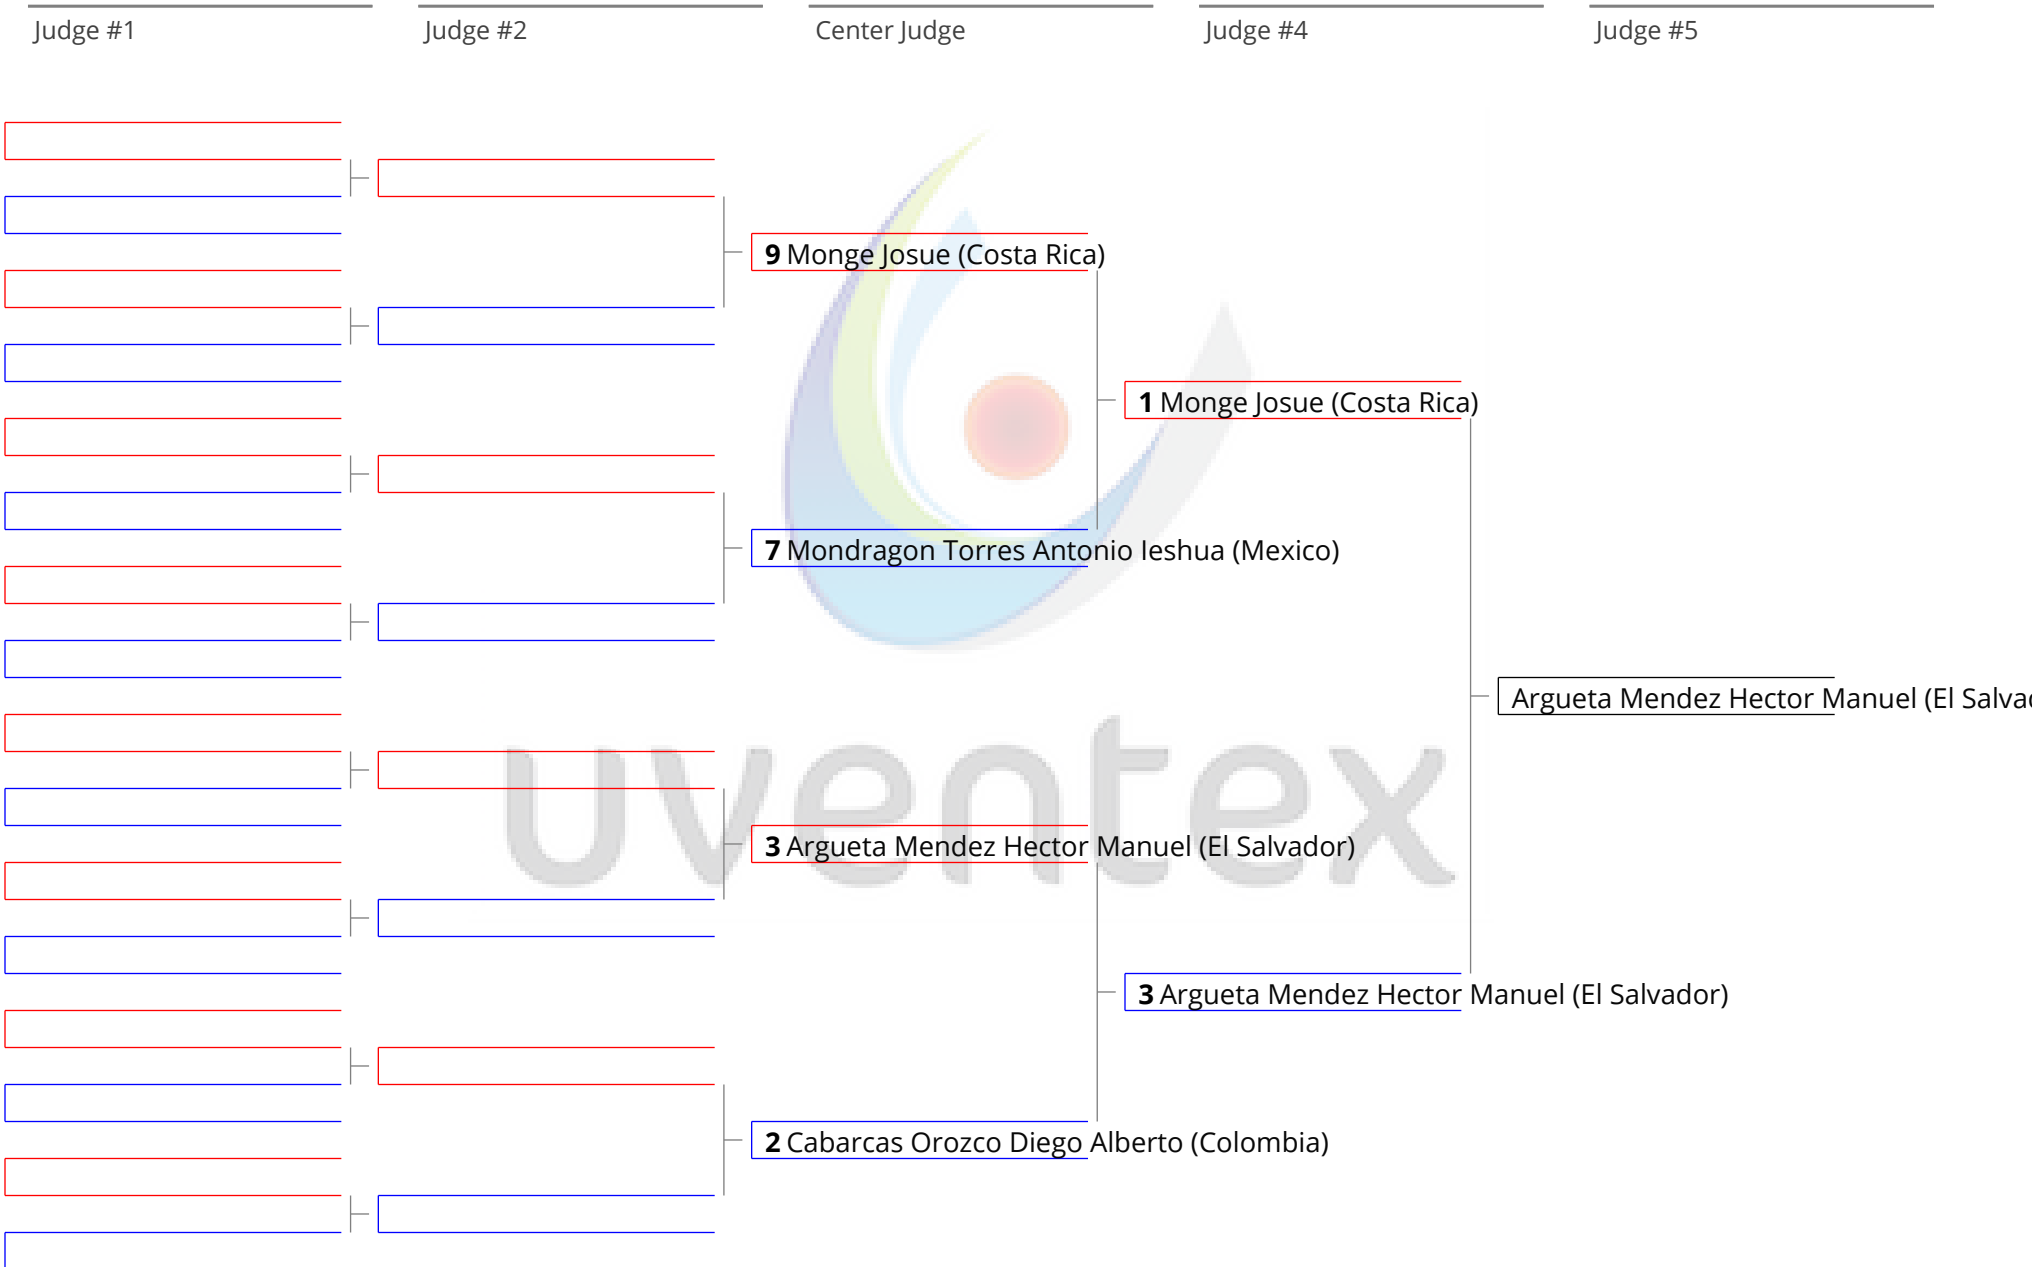 Judge #1 Judge #2 Center Judge Judge #4 Judge #5
9 Monge Josue (Costa Rica)
1 Monge Josue (Costa Rica)
7 Mondragon Torres Antonio Ieshua (Mexico)
Argueta Mendez Hector Manuel (El Salvad
uventex
3 Argueta Mendez Hector Manuel (El Salvador)
3 Argueta Mendez Hector Manuel (El Salvador)
2 Cabarcas Orozco Diego Alberto (Colombia)